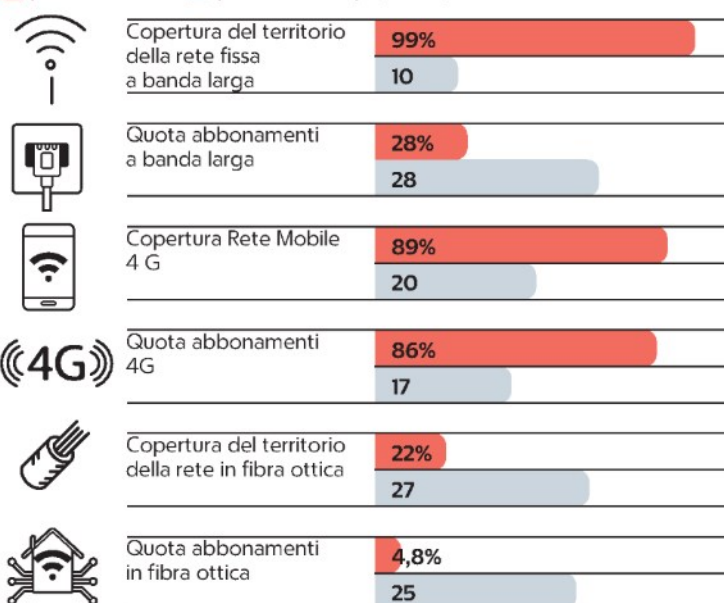 Copertura del territorio
della rete fissa
a banda larga
99%
10
Quota abbonamenti
a banda larga
28%
28
Copertura Rete Mobile
4 G
89%
20
4G
Quota abbonamenti
4G
86%
17
Copertura del territorio
della rete in fibra ottica
22%
27
Quota abbonamenti
in fibra ottica
4,8%
25